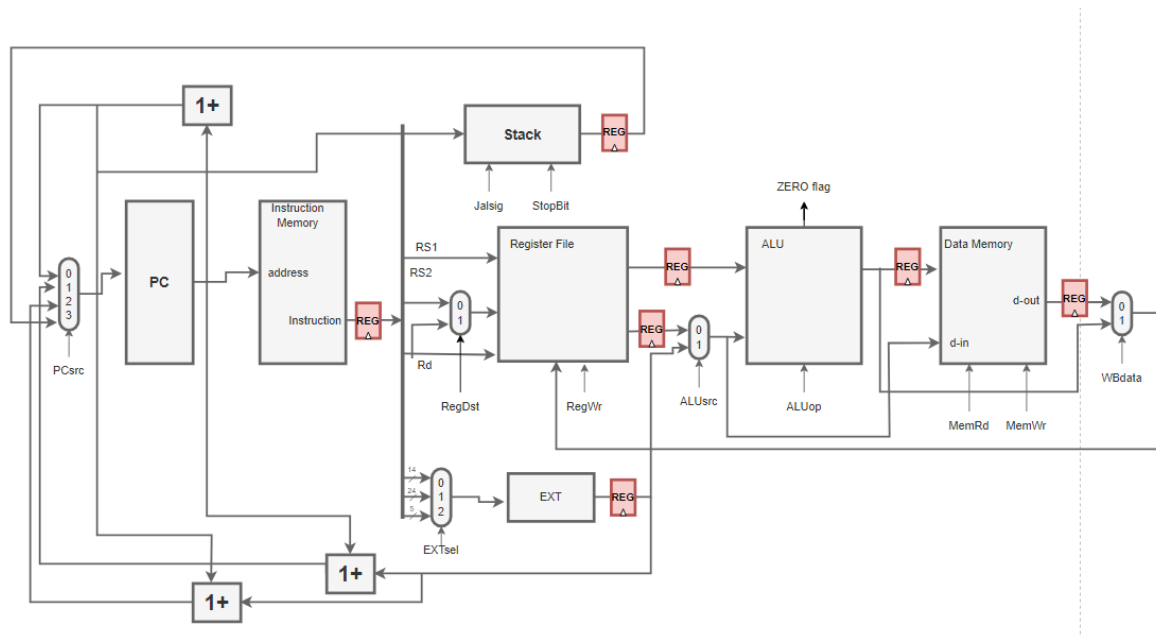 1+
Stack
REG
Jalsig
StopBit
ZERO flag
Instruction
Memory
RS1
Register File
ALU
Data Memory
RS2
0
1
2
3
PC
address
REG
REG
Instruction
REG
0
1
REG
0
1
d-out
REG
0
1
d-in
PCsrc
Rd
RegDst
RegWr
ALUsrc
ALUop
MemRd
MemWr
WBdata
14
24
5
0
1
2
EXT
REG
EXTsel
1+
1+